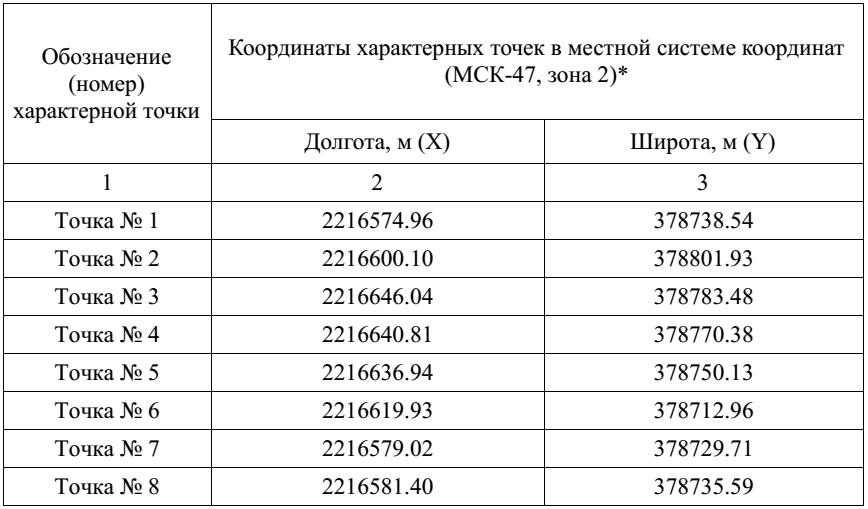 Обозначение
(номер)
характерной точки
Координаты характерных точек в местной системе координат
(МСК-47, зона 2)*
Долгота, м (X)
Широта, м (Y)
1 2 3
Точка № 1 2216574.96 378738.54
Точка № 2 2216600.10 378801.93
Точка № 3 2216646.04 378783.48
Точка № 4 2216640.81 378770.38
Точка № 5 2216636.94 378750.13
Точка № 6 2216619.93 378712.96
Точка № 7 2216579.02 378729.71
Точка № 8 2216581.40 378735.59